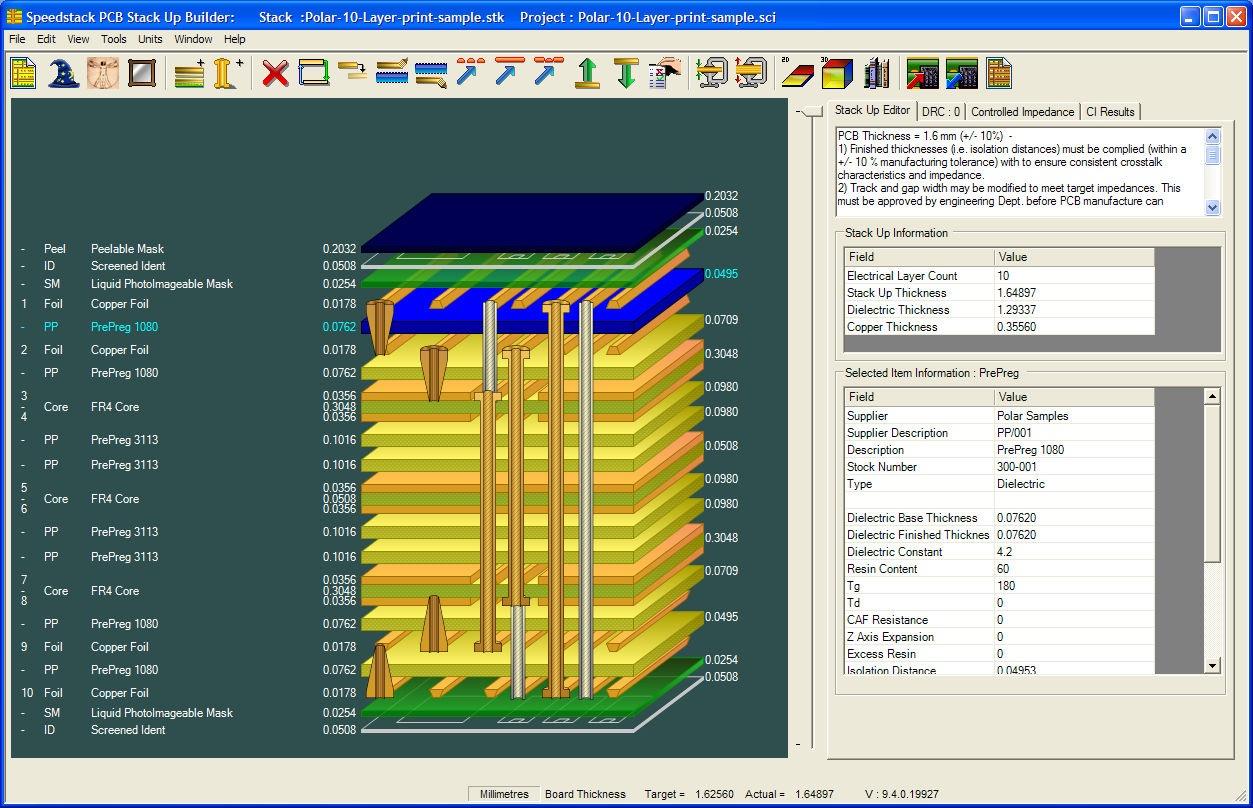 Speedstack PCB Stack Up Builder: Stack :Polar-10-Layer-print-sample.stk Project : Polar-10-Layer-print-sample.sci
File Edit View Tools Units Window Help
2D 3D
Stack Up Editor DRC : 0 Controlled Impedance CI Results
PCB Thickness = 1.6 mm (+/- 10%) -
1) Finished thicknesses (i.e. isolation distances) must be complied (within a
+/- 10 % manufacturing tolerance) with to ensure consistent crosstalk
characteristics and impedance.
2) Track and gap width may be modified to meet target impedances. This
must be approved by engineering Dept. before PCB manufacture can
Stack Up Information
Field Value
Electrical Layer Count 10
Stack Up Thickness 1.64897
Dielectric Thickness 1.29337
Copper Thickness 0.35560
Selected Item Information : PrePreg
Field Value
Supplier Polar Samples
Supplier Description PP/001
Description PrePreg 1080
Stock Number 300-001
Type Dielectric
Dielectric Base Thickness 0.07620
Dielectric Finished Thicknes 0.07620
Dielectric Constant 4.2
Resin Content 60
Tg 180
Td 0
CAF Resistance 0
Z Axis Expansion 0
Excess Resin 0
Isolation Distance 0.04953
- Peel Peelable Mask 0.2032
- ID Screened Ident 0.0508
- SM Liquid PhotoImageable Mask 0.0254
1 Foil Copper Foil 0.0178
- PP PrePreg 1080 0.0762
2 Foil Copper Foil 0.0178
- PP PrePreg 1080 0.0762
3 0.0356
- Core FR4 Core 0.3048
4 0.0356
- PP PrePreg 3113 0.1016
- PP PrePreg 3113 0.1016
5 0.0356
- Core FR4 Core 0.0508
6 0.0356
- PP PrePreg 3113 0.1016
- PP PrePreg 3113 0.1016
7 0.0356
- Core FR4 Core 0.3048
8 0.0356
- PP PrePreg 1080 0.0762
9 Foil Copper Foil 0.0178
- PP PrePreg 1080 0.0762
10 Foil Copper Foil 0.0178
- SM Liquid PhotoImageable Mask 0.0254
- ID Screened Ident 0.0508
0.2032
0.0508
0.0254
0.0495
0.0709
0.3048
0.0980
0.0980
0.0508
0.0980
0.0980
0.3048
0.0709
0.0495
0.0254
0.0508
Millimetres Board Thickness Target = 1.62560 Actual = 1.64897 V : 9.4.0.19927